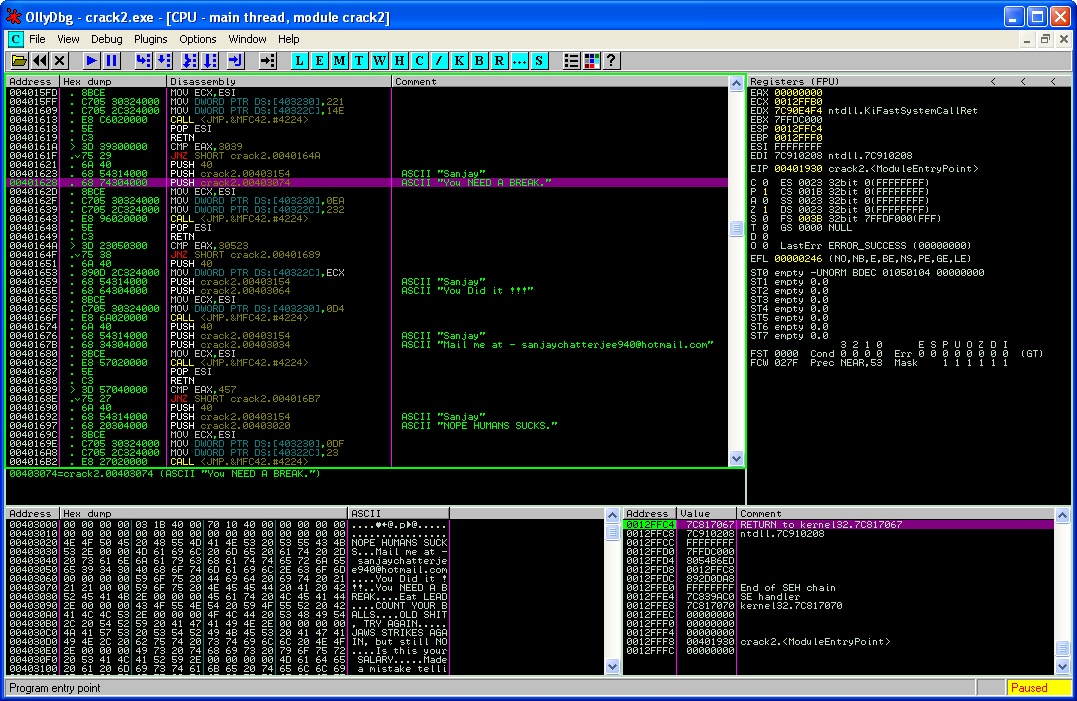 OllyDbg - crack2.exe - [CPU - main thread, module crack2]
C File View Debug Plugins Options Window Help
L E M T W H C / K B R ... S ?
Address Hex dump Disassembly Comment
004015FD . 8BCE MOV ECX,ESI
004015FF . C705 30324000 MOV DWORD PTR DS:[403230],221
00401609 . C705 2C324000 MOV DWORD PTR DS:[40322C],14E
00401613 . E8 C6020000 CALL <JMP.&MFC42.#4224>
00401618 . 5E POP ESI
00401619 . C3 RETN
0040161A > 3D 39300000 CMP EAX,3039
0040161F . 75 29 JNZ SHORT crack2.0040164A
00401621 . 6A 40 PUSH 40
00401623 . 68 54314000 PUSH crack2.00403154 ASCII "Sanjay"
00401628 . 68 74304000 PUSH crack2.00403074 ASCII "You NEED A BREAK."
0040162D . 8BCE MOV ECX,ESI
0040162F . C705 30324000 MOV DWORD PTR DS:[403230],0EA
00401639 . C705 2C324000 MOV DWORD PTR DS:[40322C],232
00401643 . E8 96020000 CALL <JMP.&MFC42.#4224>
00401648 . 5E POP ESI
00401649 . C3 RETN
0040164A > 3D 23050300 CMP EAX,30523
0040164F . 75 38 JNZ SHORT crack2.00401689
00401651 . 6A 40 PUSH 40
00401653 . 890D 2C324000 MOV DWORD PTR DS:[40322C],ECX
00401659 . 68 54314000 PUSH crack2.00403154 ASCII "Sanjay"
0040165E . 68 64304000 PUSH crack2.00403064 ASCII "You Did it !!!"
00401663 . 8BCE MOV ECX,ESI
00401665 . C705 30324000 MOV DWORD PTR DS:[403230],0D4
0040166F . E8 6A020000 CALL <JMP.&MFC42.#4224>
00401674 . 6A 40 PUSH 40
00401676 . 68 54314000 PUSH crack2.00403154 ASCII "Sanjay"
0040167B . 68 34304000 PUSH crack2.00403034 ASCII "Mail me at - sanjaychatterjee940@hotmail.com"
00401680 . 8BCE MOV ECX,ESI
00401682 . E8 57020000 CALL <JMP.&MFC42.#4224>
00401687 . 5E POP ESI
00401688 . C3 RETN
00401689 > 3D 57040000 CMP EAX,457
0040168E . 75 27 JNZ SHORT crack2.004016B7
00401690 . 6A 40 PUSH 40
00401692 . 68 54314000 PUSH crack2.00403154 ASCII "Sanjay"
00401697 . 68 20304000 PUSH crack2.00403020 ASCII "NOPE HUMANS SUCKS."
0040169C . 8BCE MOV ECX,ESI
0040169E . C705 30324000 MOV DWORD PTR DS:[403230],0DF
004016A8 . C705 2C324000 MOV DWORD PTR DS:[40322C],23
004016B2 . E8 27020000 CALL <JMP.&MFC42.#4224>
00403074=crack2.00403074 (ASCII "You NEED A BREAK.")
Registers (FPU) < < <
EAX 00000000
ECX 0012FFB0
EDX 7C90E4F4 ntdll.KiFastSystemCallRet
EBX 7FFDC000
ESP 0012FFC4
EBP 0012FFF0
ESI FFFFFFFF
EDI 7C910208 ntdll.7C910208
EIP 00401930 crack2.<ModuleEntryPoint>
C 0 ES 0023 32bit 0(FFFFFFFF)
P 1 CS 001B 32bit 0(FFFFFFFF)
A 0 SS 0023 32bit 0(FFFFFFFF)
Z 1 DS 0023 32bit 0(FFFFFFFF)
S 0 FS 003B 32bit 7FFDF000(FFF)
T 0 GS 0000 NULL
D 0
O 0 LastErr ERROR_SUCCESS (00000000)
EFL 00000246 (NO,NB,E,BE,NS,PE,GE,LE)
ST0 empty -UNORM BDEC 01050104 00000000
ST1 empty 0.0
ST2 empty 0.0
ST3 empty 0.0
ST4 empty 0.0
ST5 empty 0.0
ST6 empty 0.0
ST7 empty 0.0
3 2 1 0 E S P U O Z D I
FST 0000 Cond 0 0 0 0 Err 0 0 0 0 0 0 0 0 (GT)
FCW 027F Prec NEAR,53 Mask 1 1 1 1 1 1
Address Hex dump ASCII
00403000 00 00 00 00 03 1B 40 00 70 10 40 00 00 00 00 00
00403010 00 00 00 00 00 00 00 00 00 00 00 00 00 00 00 00 ................
00403020 4E 4F 50 45 20 48 55 4D 41 4E 53 20 53 55 43 4B NOPE HUMANS SUCK
00403030 53 2E 00 00 4D 61 69 6C 20 6D 65 20 61 74 20 2D S...Mail me at -
00403040 20 73 61 6E 6A 61 79 63 68 61 74 74 65 72 6A 65 sanjaychatterje
00403050 65 39 34 30 40 68 6F 74 6D 61 69 6C 2E 63 6F 6D e940@hotmail.com
00403060 00 00 00 00 59 6F 75 20 44 69 64 20 69 74 20 21 ....You Did it !
00403070 21 21 00 00 59 6F 75 20 4E 45 45 44 20 41 20 42 !!..You NEED A B
00403080 52 45 41 4B 2E 00 00 00 45 61 74 20 4C 45 41 44 REAK....Eat LEAD
00403090 2E 00 00 00 43 4F 55 4E 54 20 59 4F 55 52 20 42 ....COUNT YOUR B
004030A0 41 4C 4C 53 2E 00 00 00 4F 4C 44 20 53 48 49 54 ALLS....OLD SHIT
004030B0 2C 20 54 52 59 20 41 47 41 49 4E 2E 00 00 00 00 , TRY AGAIN.....
004030C0 4A 41 57 53 20 53 54 52 49 4B 45 53 20 41 47 41 JAWS STRIKES AGA
004030D0 49 4E 2C 20 62 75 74 20 73 74 69 6C 6C 20 4E 4F IN, but still NO
004030E0 2E 00 00 00 49 73 20 74 68 69 73 20 79 6F 75 72 ....Is this your
004030F0 20 53 41 4C 41 52 59 2E 00 00 00 00 4D 61 64 65 SALARY.....Made
00403100 20 61 20 6D 69 73 74 61 6B 65 20 74 65 6C 6C 69 a mistake telli
Address Value Comment
0012FFC4 7C817067 RETURN to kernel32.7C817067
0012FFC8 7C910208 ntdll.7C910208
0012FFCC FFFFFFFF
0012FFD0 7FFDC000
0012FFD4 8054B6ED
0012FFD8 0012FFC8
0012FFDC 892D0DA8
0012FFE0 FFFFFFFF End of SEH chain
0012FFE4 7C839AC0 SE handler
0012FFE8 7C817070 kernel32.7C817070
0012FFEC 00000000
0012FFF0 00000000
0012FFF4 00000000
0012FFF8 00401930 crack2.<ModuleEntryPoint>
0012FFFC 00000000
Program entry point
Paused